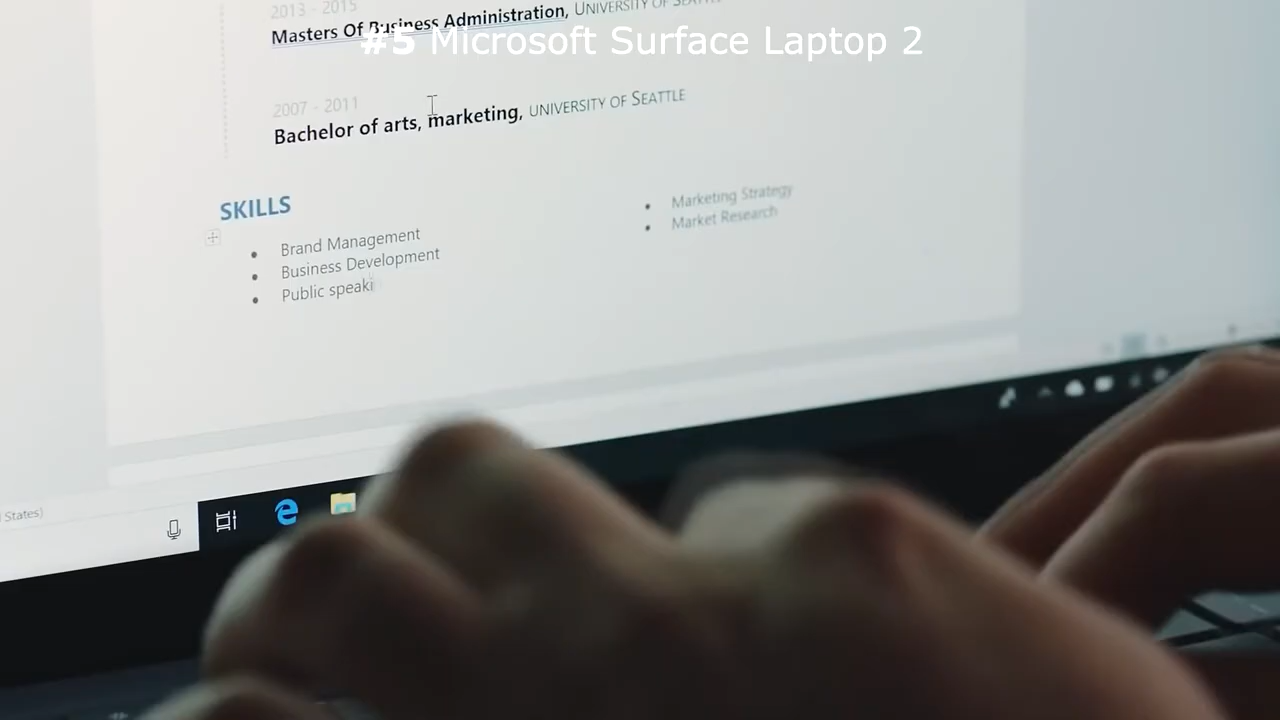 #5 Microsoft Surface Laptop 2
2013 - 2015
Masters Of Business Administration, UNIVERSITY OF SEATTLE
2007 - 2011
Bachelor of arts, marketing, UNIVERSITY OF SEATTLE
SKILLS
• Brand Management
• Business Development
• Public speaki
• Marketing Strategy
• Market Research
States)